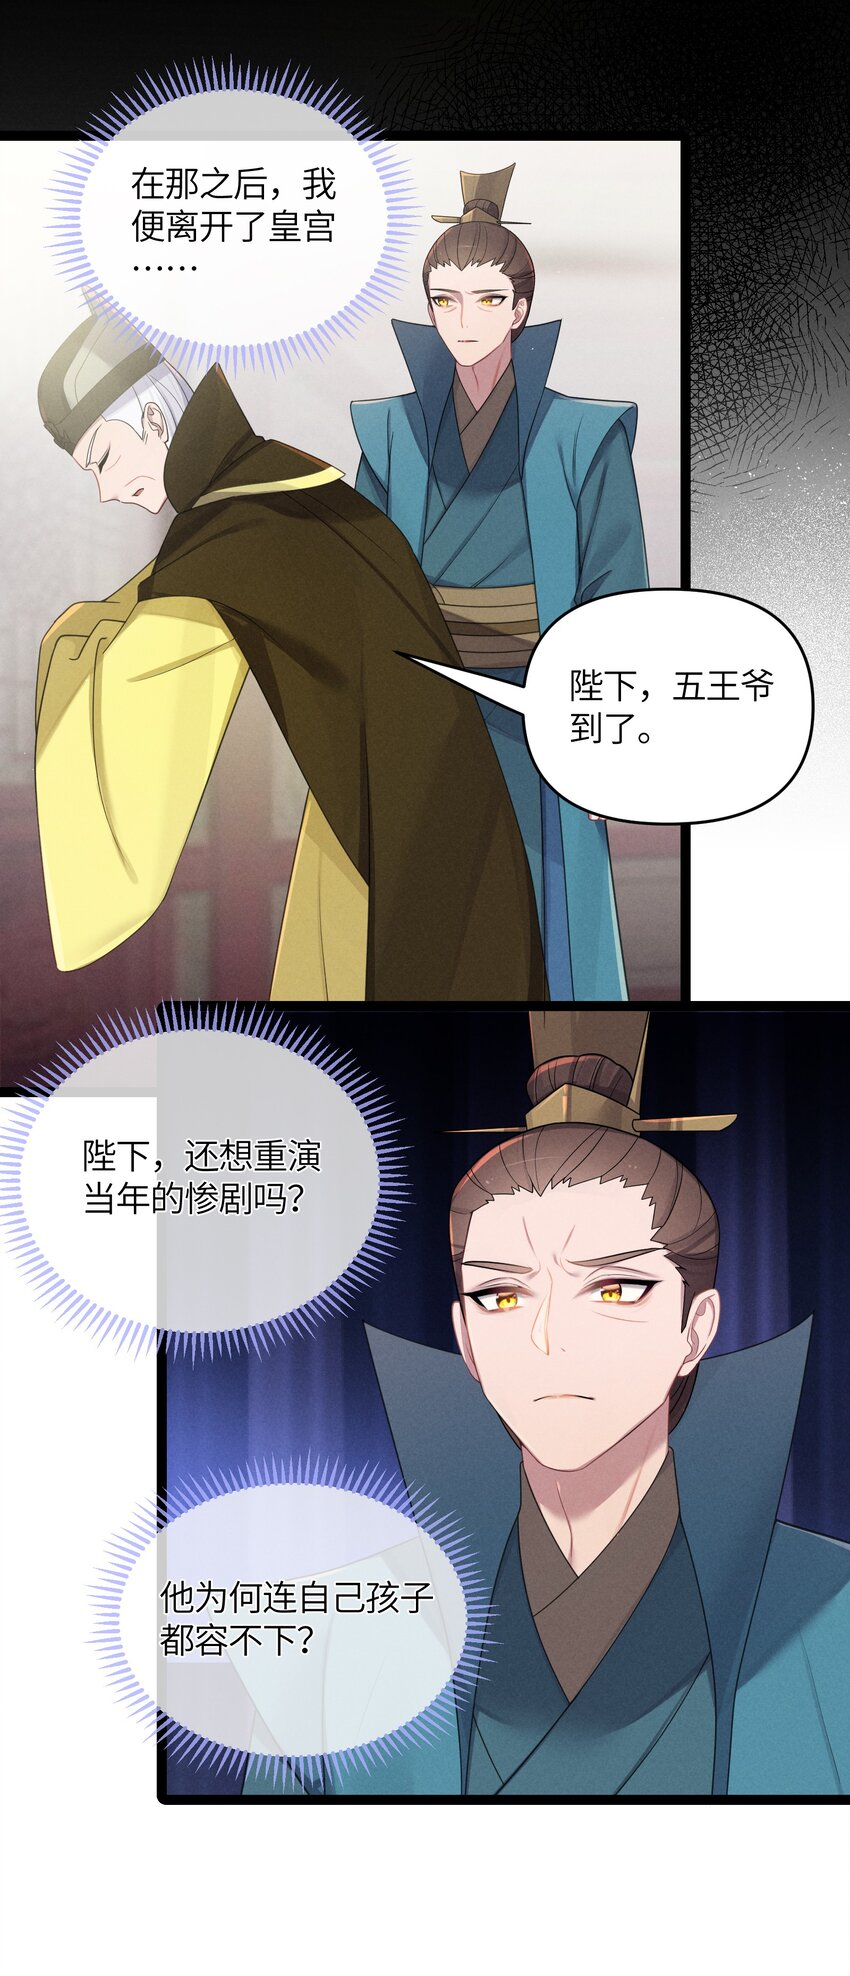 在那之后，我
便离开了皇宫
……
陛下，五王爷
到了。
陛下，还想重演
当年的惨剧吗？
他为何连自己孩子
都容不下？